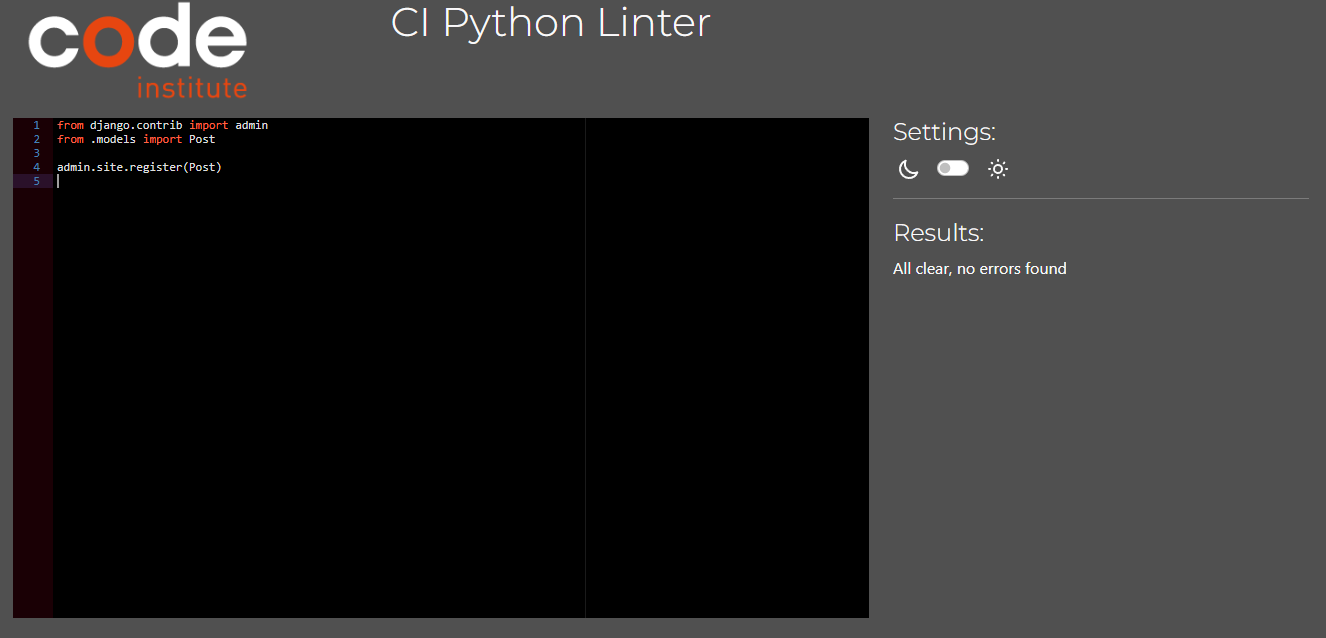 code
institute
CI Python Linter
1 from django.contrib import admin
2 from .models import Post
3
4 admin.site.register(Post)
5
Settings:
Results:
All clear, no errors found